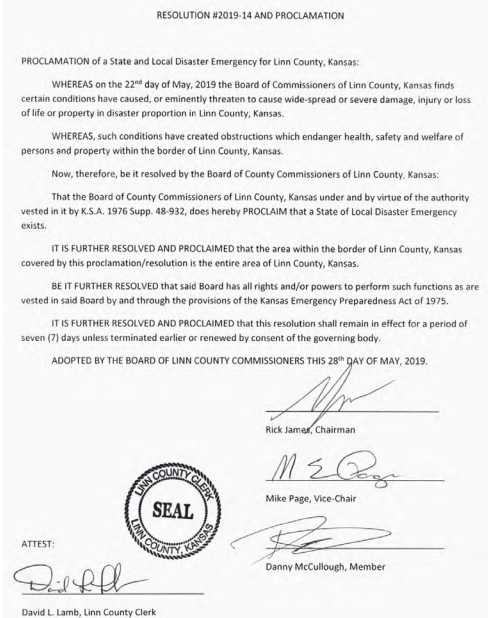 RESOLUTION #2019-14 AND PROCLAMATION
PROCLAMATION of a State and Local Disaster Emergency for Linn County, Kansas:
WHEREAS on the 22nd day of May, 2019 the Board of Commissioners of Linn County, Kansas finds
certain conditions have caused, or eminently threaten to cause wide-spread or severe damage, injury or loss
of life or property in disaster proportion in Linn County, Kansas.
WHEREAS, such conditions have created obstructions which endanger health, safety and welfare of
persons and property within the border of Linn County, Kansas.
Now, therefore, be it resolved by the Board of County Commissioners of Linn County, Kansas:
That the Board of County Commissioners of Linn County, Kansas under and by virtue of the authority
vested in it by K.S.A. 1976 Supp. 48-932, does hereby PROCLAIM that a State of Local Disaster Emergency
exists.
IT IS FURTHER RESOLVED AND PROCLAIMED that the area within the border of Linn County, Kansas
covered by this proclamation/resolution is the entire area of Linn County, Kansas.
BE IT FURTHER RESOLVED that said Board has all rights and/or powers to perform such functions as are
vested in said Board by and through the provisions of the Kansas Emergency Preparedness Act of 1975.
IT IS FURTHER RESOLVED AND PROCLAIMED that this resolution shall remain in effect for a period of
seven (7) days unless terminated earlier or renewed by consent of the governing body.
ADOPTED BY THE BOARD OF LINN COUNTY COMMISSIONERS THIS 28th DAY OF MAY, 2019.
Rick James, Chairman
M E Page
Mike Page, Vice-Chair
LINN COUNTY CLERK
SEAL
LINN COUNTY, KANSAS
Danny McCullough, Member
ATTEST:
David L. Lamb, Linn County Clerk